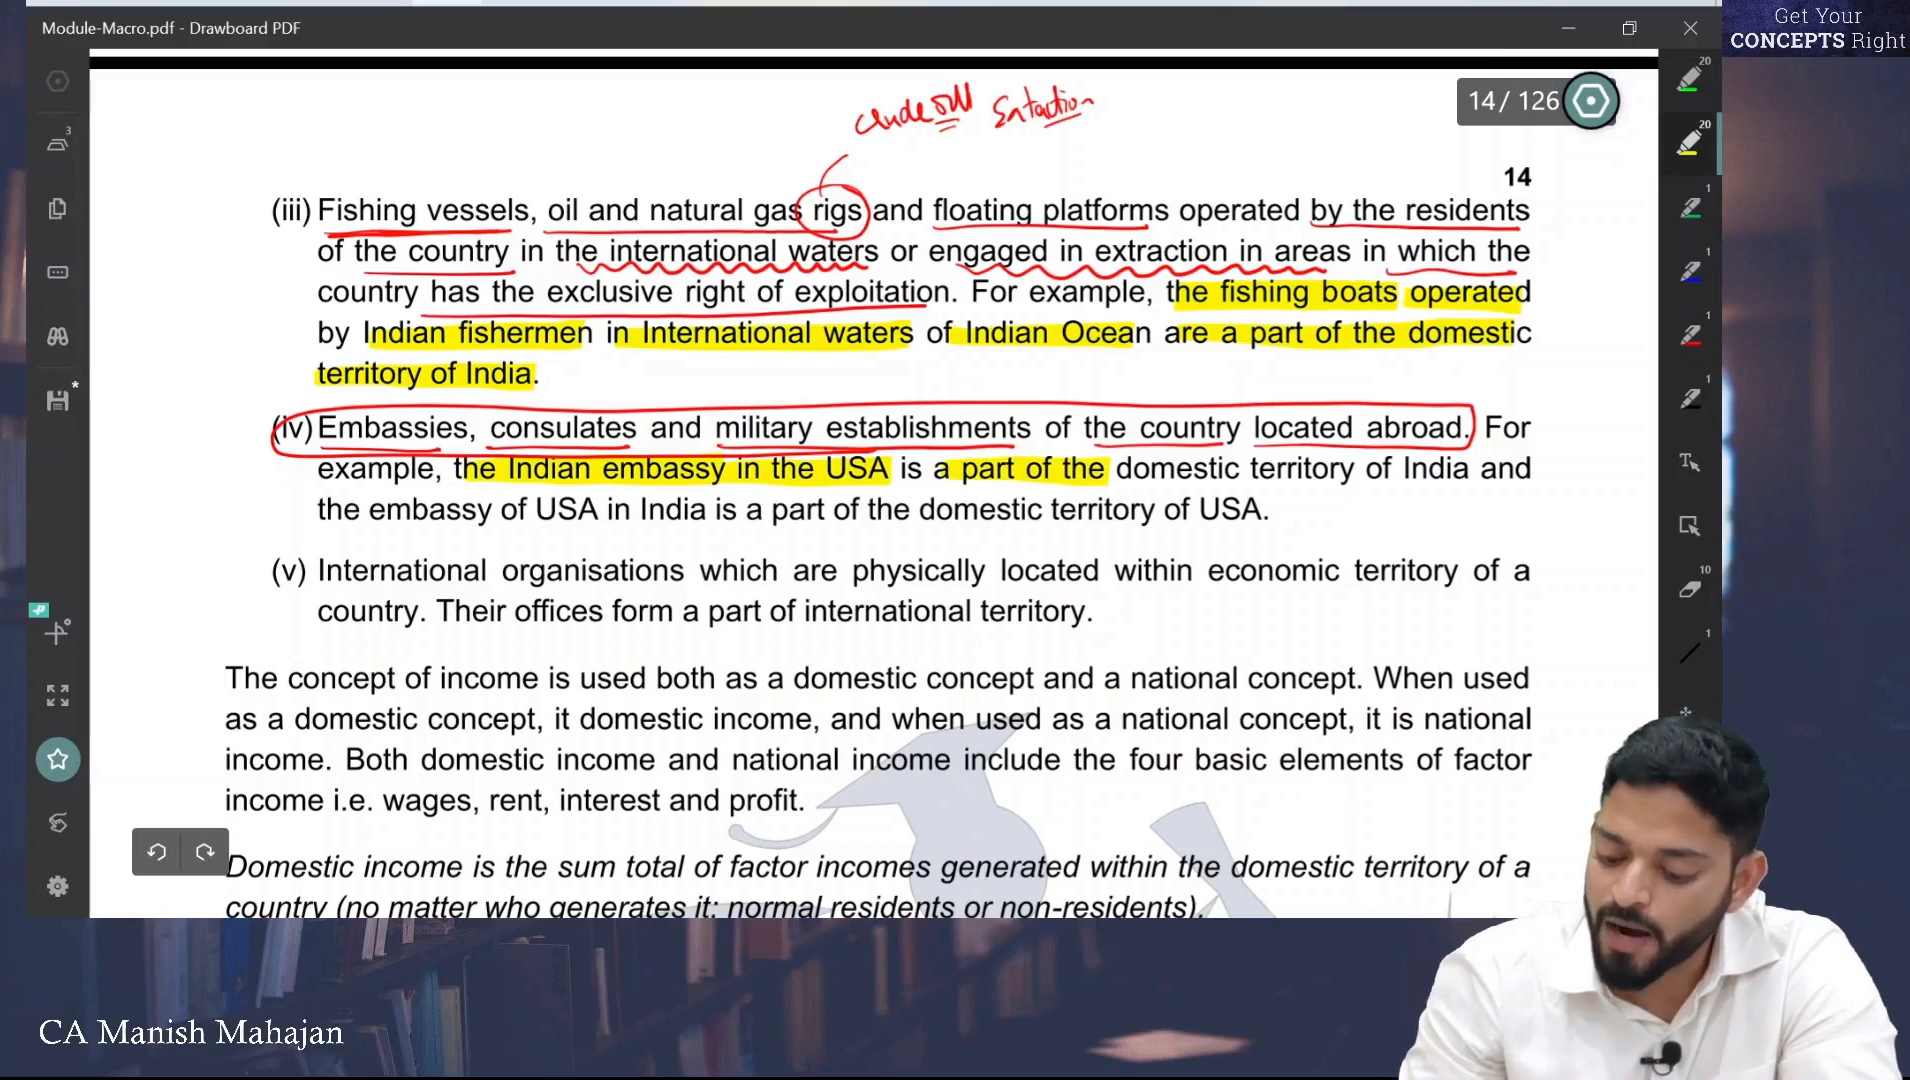 Module-Macro.pdf - Drawboard PDF
Get Your
CONCEPTS Right
crude oil
14 / 126
14
(iii) Fishing vessels, oil and natural gas rigs and floating platforms operated by the residents
of the country in the international waters or engaged in extraction in areas in which the
country has the exclusive right of exploitation. For example, the fishing boats operated
by Indian fishermen in International waters of Indian Ocean are a part of the domestic
territory of India.
(iv) Embassies, consulates and military establishments of the country located abroad. For
example, the Indian embassy in the USA is a part of the domestic territory of India and
the embassy of USA in India is a part of the domestic territory of USA.
(v) International organisations which are physically located within economic territory of a
country. Their offices form a part of international territory.
The concept of income is used both as a domestic concept and a national concept. When used
as a domestic concept, it domestic income, and when used as a national concept, it is national
income. Both domestic income and national income include the four basic elements of factor
income i.e. wages, rent, interest and profit.
Domestic income is the sum total of factor incomes generated within the domestic territory of a
country (no matter who generates it: normal residents or non-residents).
3
20
20
1
1
1
1
10
1
CA Manish Mahajan